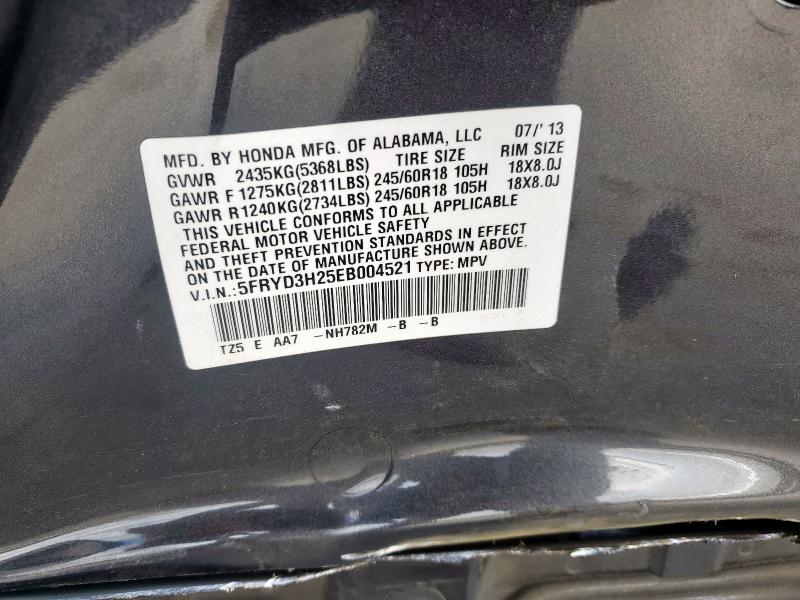 MFD. BY HONDA MFG. OF ALABAMA, LLC 07/'13
GVWR 2435KG(5368LBS) TIRE SIZE RIM SIZE
GAWR F 1275KG(2811LBS) 245/60R18 105H 18X8.0J
GAWR R1240KG(2734LBS) 245/60R18 105H 18X8.0J
THIS VEHICLE CONFORMS TO ALL APPLICABLE
FEDERAL MOTOR VEHICLE SAFETY
AND THEFT PREVENTION STANDARDS IN EFFECT
ON THE DATE OF MANUFACTURE SHOWN ABOVE.
V.I.N.:5FRYD3H25EB004521 TYPE: MPV
TZ5 E AA7 -NH782M -B -B